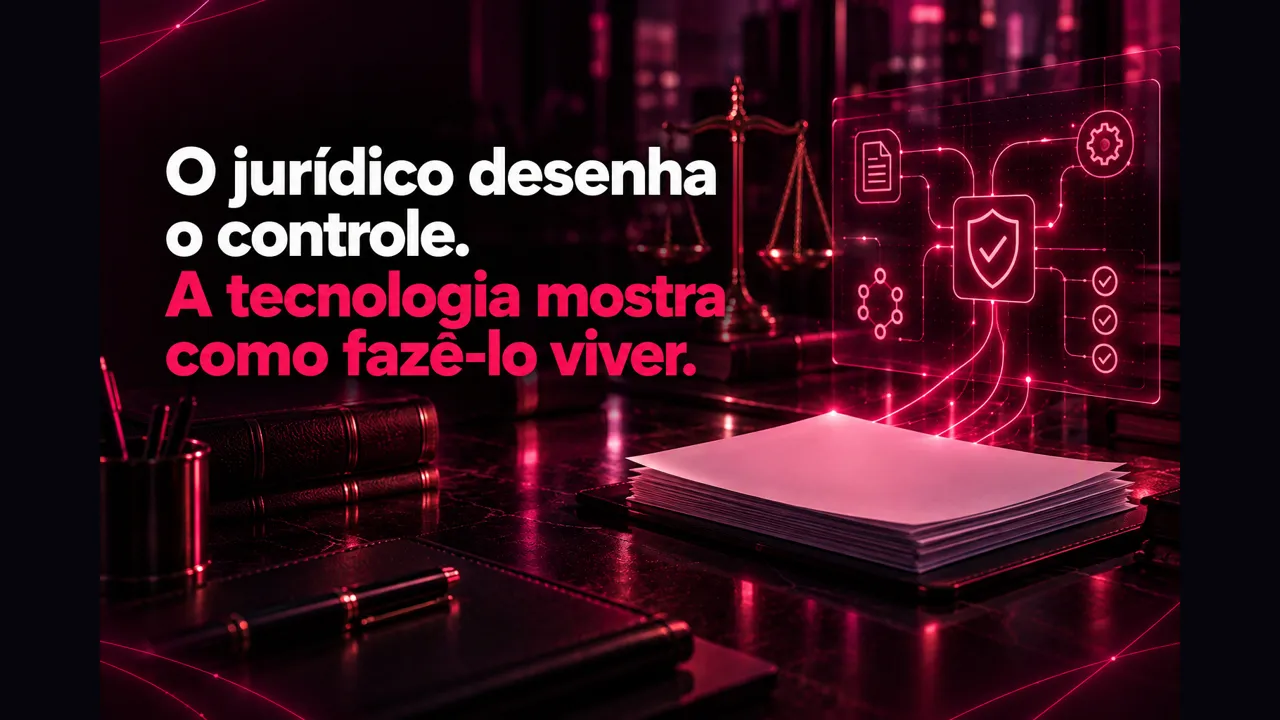 O jurídico desenha
o controle.
A tecnologia mostra
como fazê-lo viver.